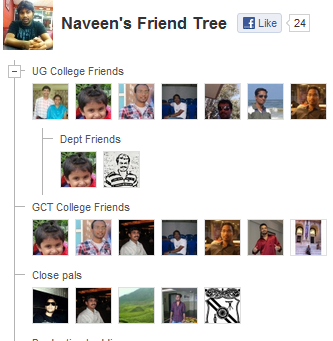 Naveen's Friend Tree
Like
24
UG College Friends
Dept Friends
GCT College Friends
Close pals